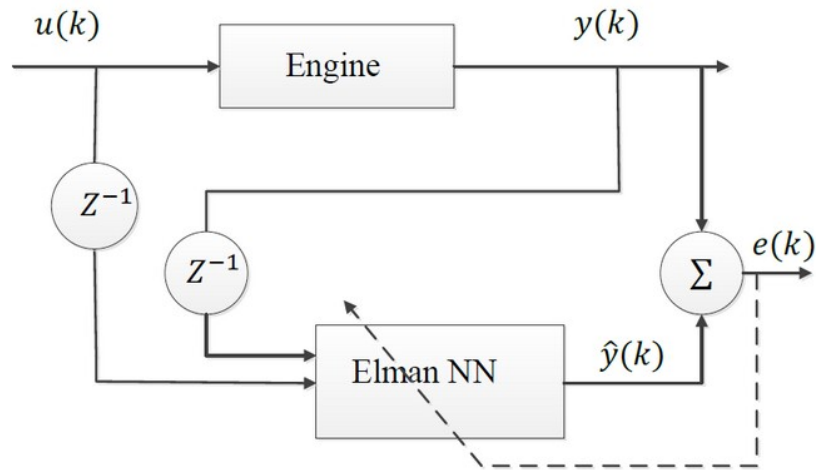 u(k)
y(k)
Engine
Z⁻¹
Z⁻¹
e(k)
Σ
ŷ(k)
Elman NN